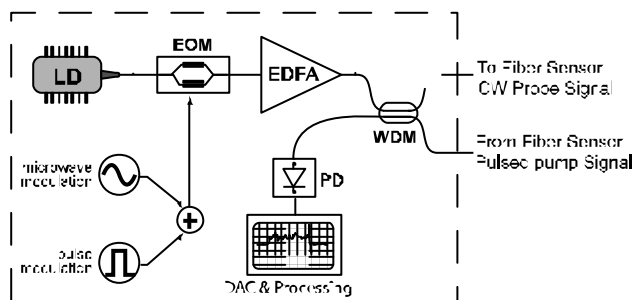 EOM
LD
EDFA
To Fiber Sensor
CW Probe Signal
WDM
From Fiber Sensor
Pulsed pump Signal
microwave
modulation
PD
pulse
modulation
DAC & Processing